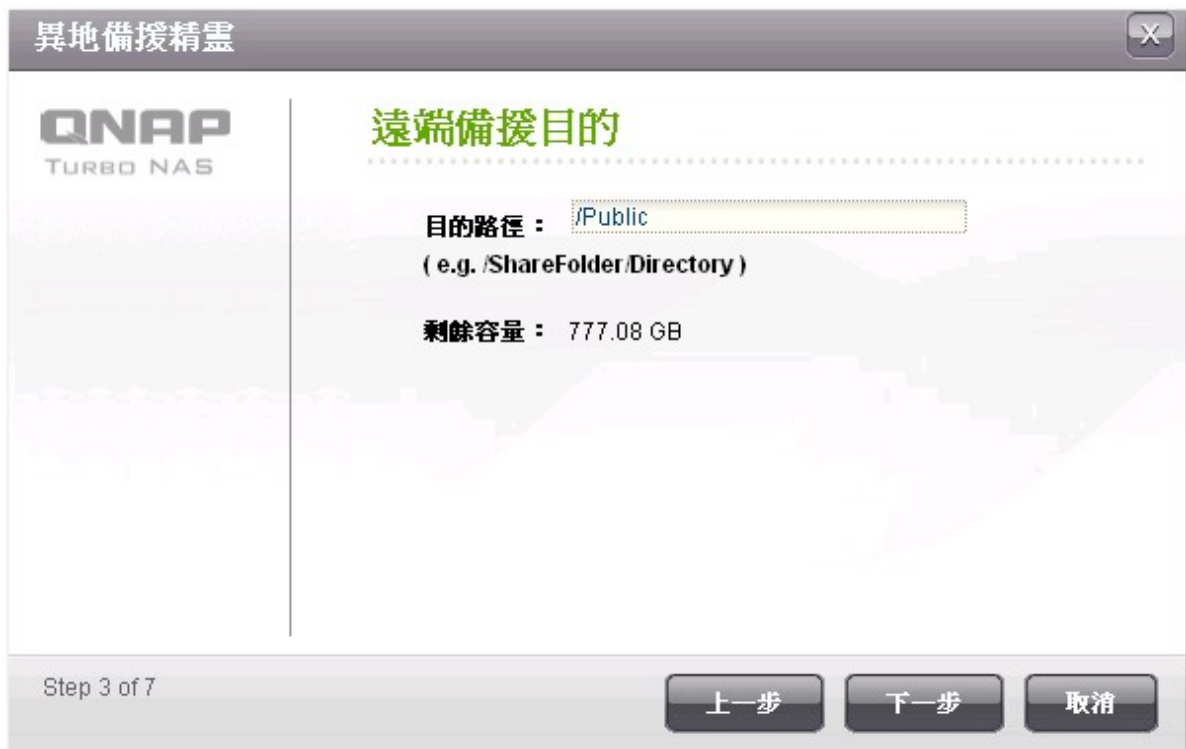 異地備援精靈
X
QNAP
TURBO NAS
遠端備援目的
目的路徑： /Public
( e.g. /ShareFolder/Directory )
剩餘容量： 777.08 GB
Step 3 of 7
上一步
下一步
取消